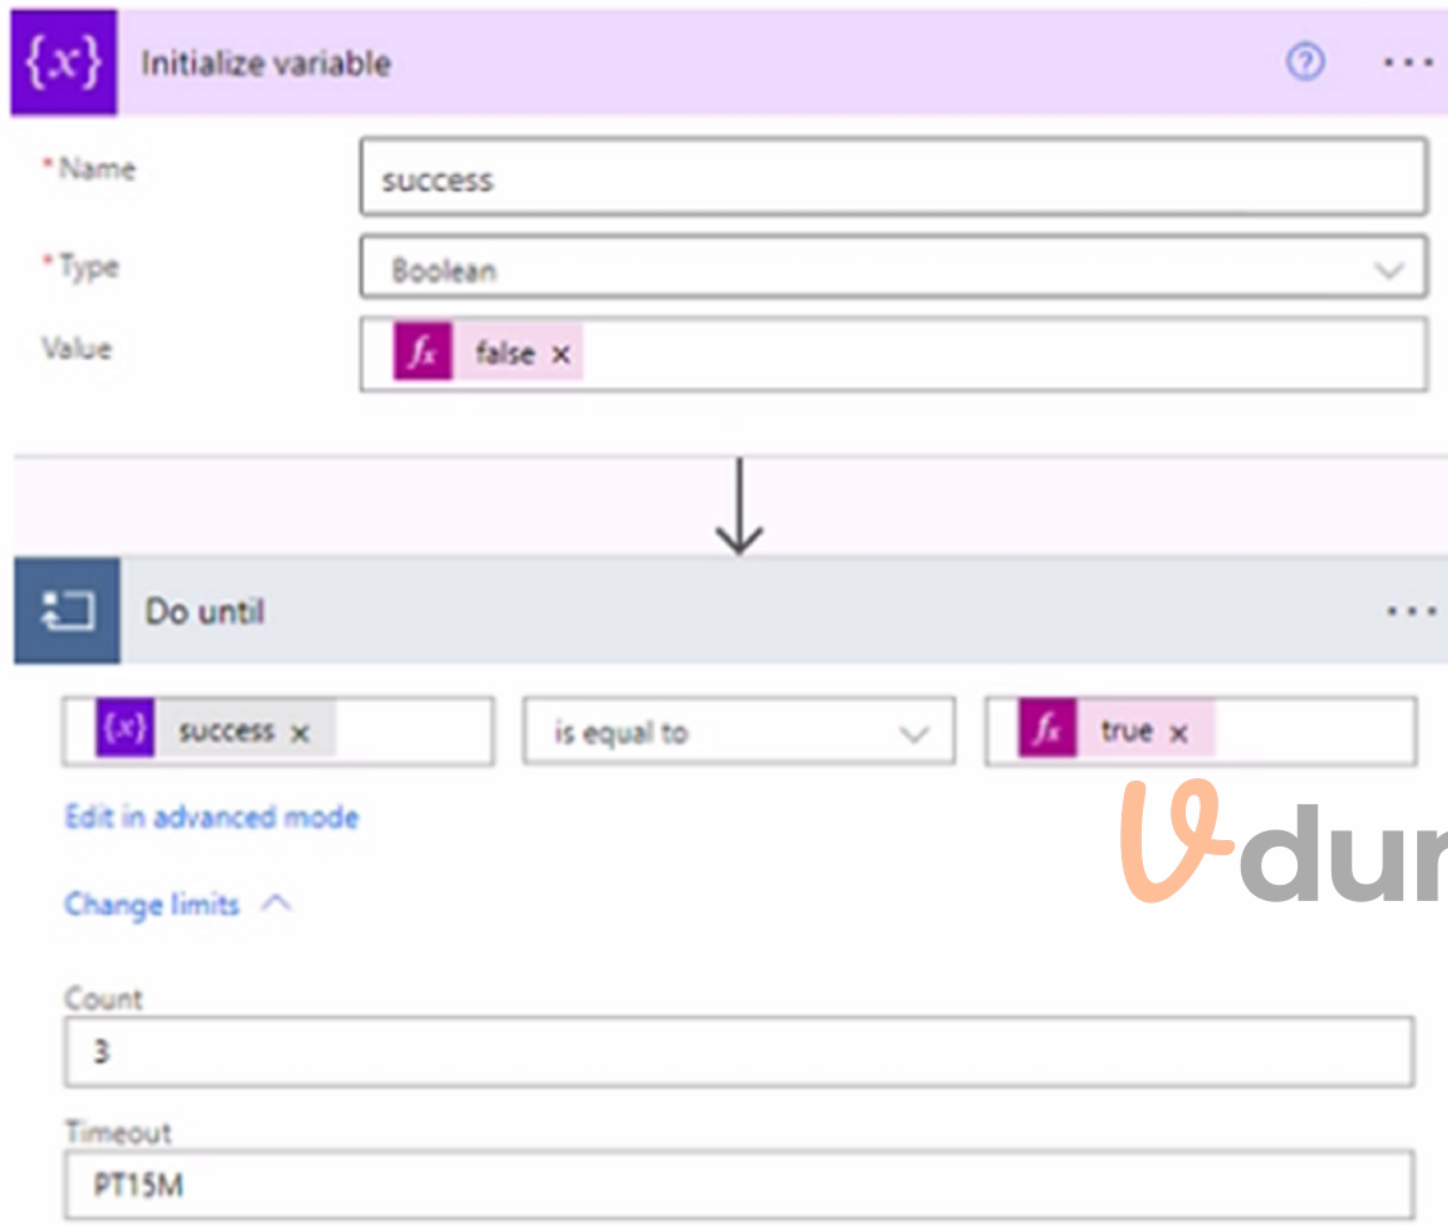 {x} Initialize variable ? ...
* Name success
* Type Boolean
Value fx false ×
Do until ...
{x} success × is equal to fx true ×
Edit in advanced mode
Vdu
Change limits
Count
3
Timeout
PT15M